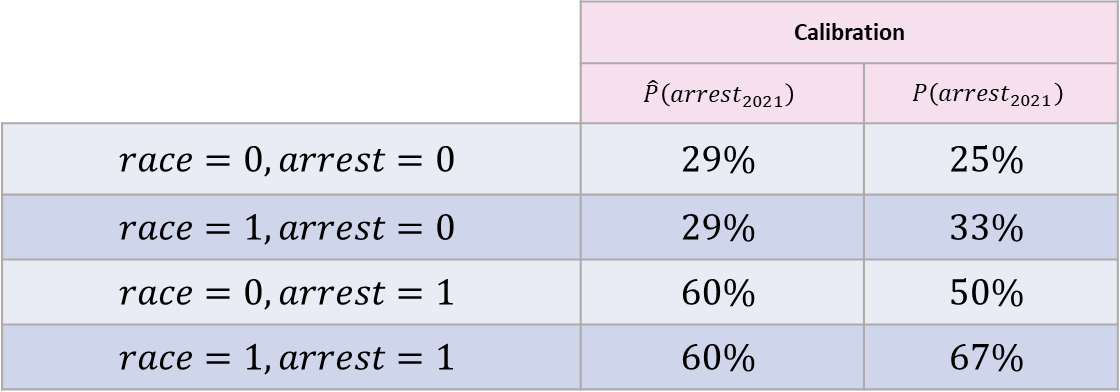 Calibration
P̂(arrest₂₀₂₁) P(arrest₂₀₂₁)
race = 0, arrest = 0 29% 25%
race = 1, arrest = 0 29% 33%
race = 0, arrest = 1 60% 50%
race = 1, arrest = 1 60% 67%